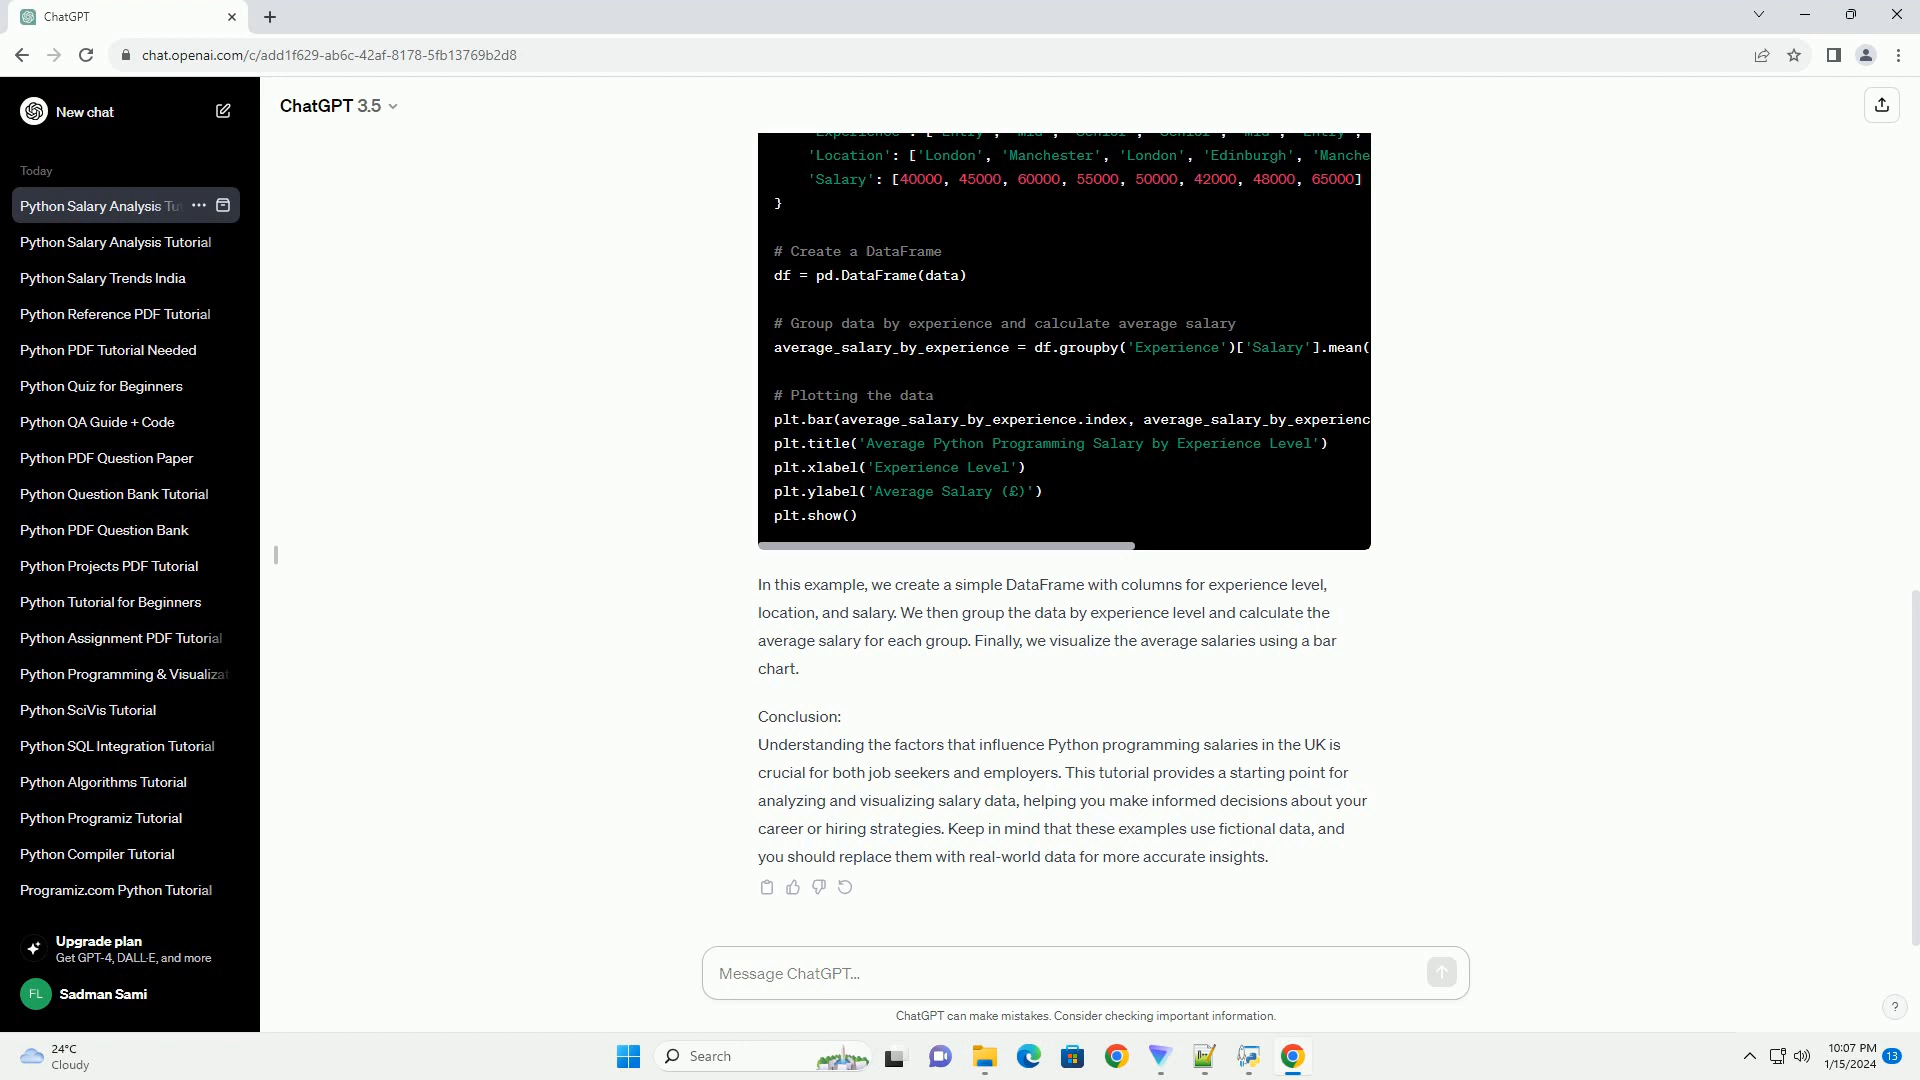 ChatGPT
chat.openai.com/c/add1f629-ab6c-42af-8178-5fb13769b2d8
New chat
ChatGPT 3.5
Today
Python Salary Analysis Tu
Python Salary Analysis Tutorial
Python Salary Trends India
Python Reference PDF Tutorial
Python PDF Tutorial Needed
Python Quiz for Beginners
Python QA Guide + Code
Python PDF Question Paper
Python Question Bank Tutorial
Python PDF Question Bank
Python Projects PDF Tutorial
Python Tutorial for Beginners
Python Assignment PDF Tutorial
Python Programming & Visualizat
Python SciVis Tutorial
Python SQL Integration Tutorial
Python Algorithms Tutorial
Python Programiz Tutorial
Python Compiler Tutorial
Programiz.com Python Tutorial
Upgrade plan
Get GPT-4, DALL·E, and more
FL
Sadman Sami
'Experience': ['Entry', 'Mid', 'Senior', 'Senior', 'Mid', 'Entry',
'Location': ['London', 'Manchester', 'London', 'Edinburgh', 'Manche
'Salary': [40000, 45000, 60000, 55000, 50000, 42000, 48000, 65000]
}
# Create a DataFrame
df = pd.DataFrame(data)
# Group data by experience and calculate average salary
average_salary_by_experience = df.groupby('Experience')['Salary'].mean(
# Plotting the data
plt.bar(average_salary_by_experience.index, average_salary_by_experienc
plt.title('Average Python Programming Salary by Experience Level')
plt.xlabel('Experience Level')
plt.ylabel('Average Salary (£)')
plt.show()
In this example, we create a simple DataFrame with columns for experience level,
location, and salary. We then group the data by experience level and calculate the
average salary for each group. Finally, we visualize the average salaries using a bar
chart.
Conclusion:
Understanding the factors that influence Python programming salaries in the UK is
crucial for both job seekers and employers. This tutorial provides a starting point for
analyzing and visualizing salary data, helping you make informed decisions about your
career or hiring strategies. Keep in mind that these examples use fictional data, and
you should replace them with real-world data for more accurate insights.
Message ChatGPT...
ChatGPT can make mistakes. Consider checking important information.
?
24°C
Cloudy
Search
10:07 PM
1/15/2024
13